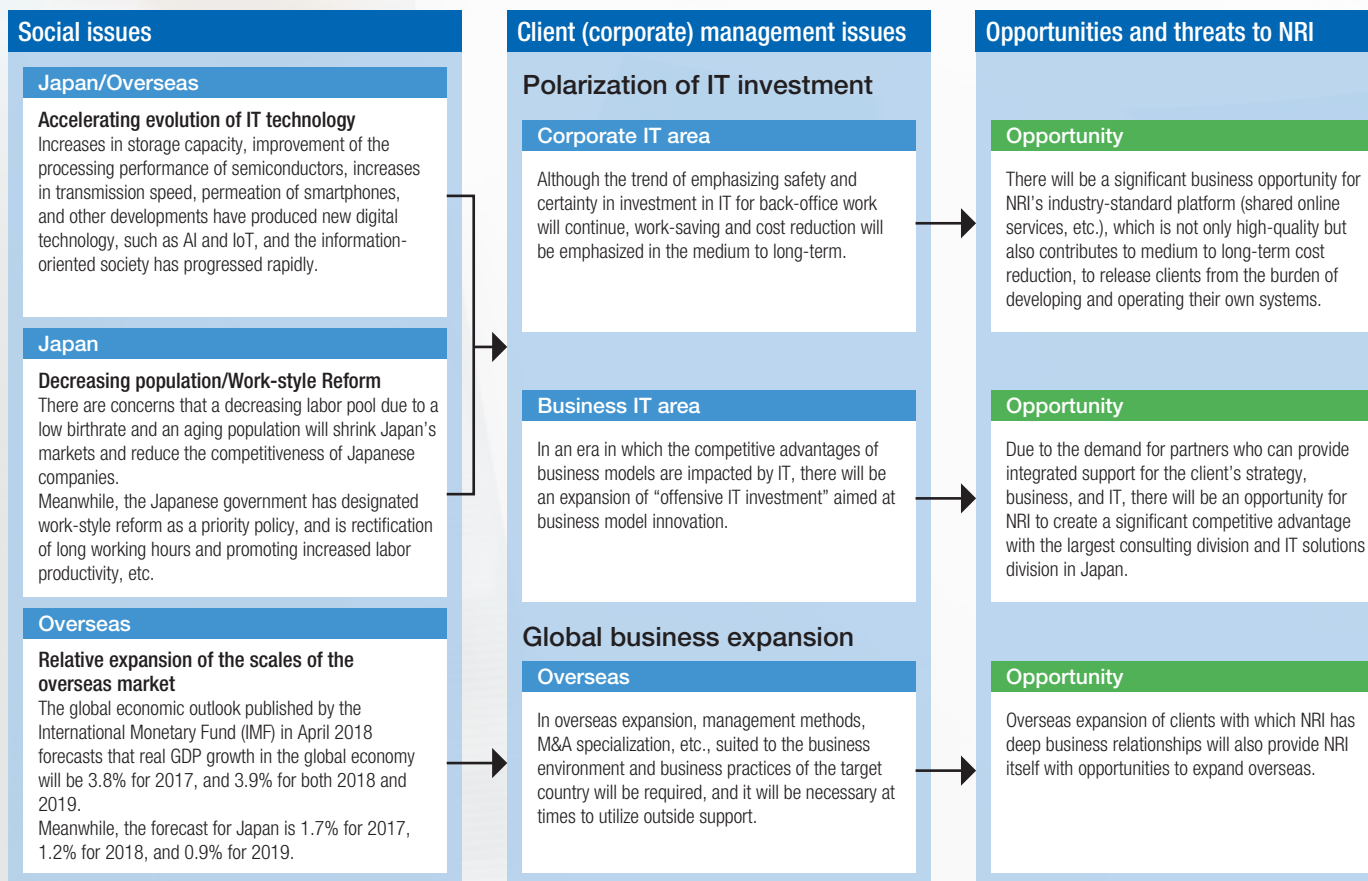 Social issues
Japan/Overseas
Accelerating evolution of IT technology
Increases in storage capacity, improvement of the
processing performance of semiconductors, increases
in transmission speed, permeation of smartphones,
and other developments have produced new digital
technology, such as AI and IoT, and the information-
oriented society has progressed rapidly.
Japan
Decreasing population/Work-style Reform
There are concerns that a decreasing labor pool due to a
low birthrate and an aging population will shrink Japan's
markets and reduce the competitiveness of Japanese
companies.
Meanwhile, the Japanese government has designated
work-style reform as a priority policy, and is rectification
of long working hours and promoting increased labor
productivity, etc.
Overseas
Relative expansion of the scales of the
overseas market
The global economic outlook published by the
International Monetary Fund (IMF) in April 2018
forecasts that real GDP growth in the global economy
will be 3.8% for 2017, and 3.9% for both 2018 and
2019.
Meanwhile, the forecast for Japan is 1.7% for 2017,
1.2% for 2018, and 0.9% for 2019.
Client (corporate) management issues
Polarization of IT investment
Corporate IT area
Although the trend of emphasizing safety and
certainty in investment in IT for back-office work
will continue, work-saving and cost reduction will
be emphasized in the medium to long-term.
Business IT area
In an era in which the competitive advantages of
business models are impacted by IT, there will be
an expansion of “offensive IT investment” aimed at
business model innovation.
Global business expansion
Overseas
In overseas expansion, management methods,
M&A specialization, etc., suited to the business
environment and business practices of the target
country will be required, and it will be necessary at
times to utilize outside support.
Opportunities and threats to NRI
Opportunity
There will be a significant business opportunity for
NRI's industry-standard platform (shared online
services, etc.), which is not only high-quality but
also contributes to medium to long-term cost
reduction, to release clients from the burden of
developing and operating their own systems.
Opportunity
Due to the demand for partners who can provide
integrated support for the client's strategy,
business, and IT, there will be an opportunity for
NRI to create a significant competitive advantage
with the largest consulting division and IT solutions
division in Japan.
Opportunity
Overseas expansion of clients with which NRI has
deep business relationships will also provide NRI
itself with opportunities to expand overseas.